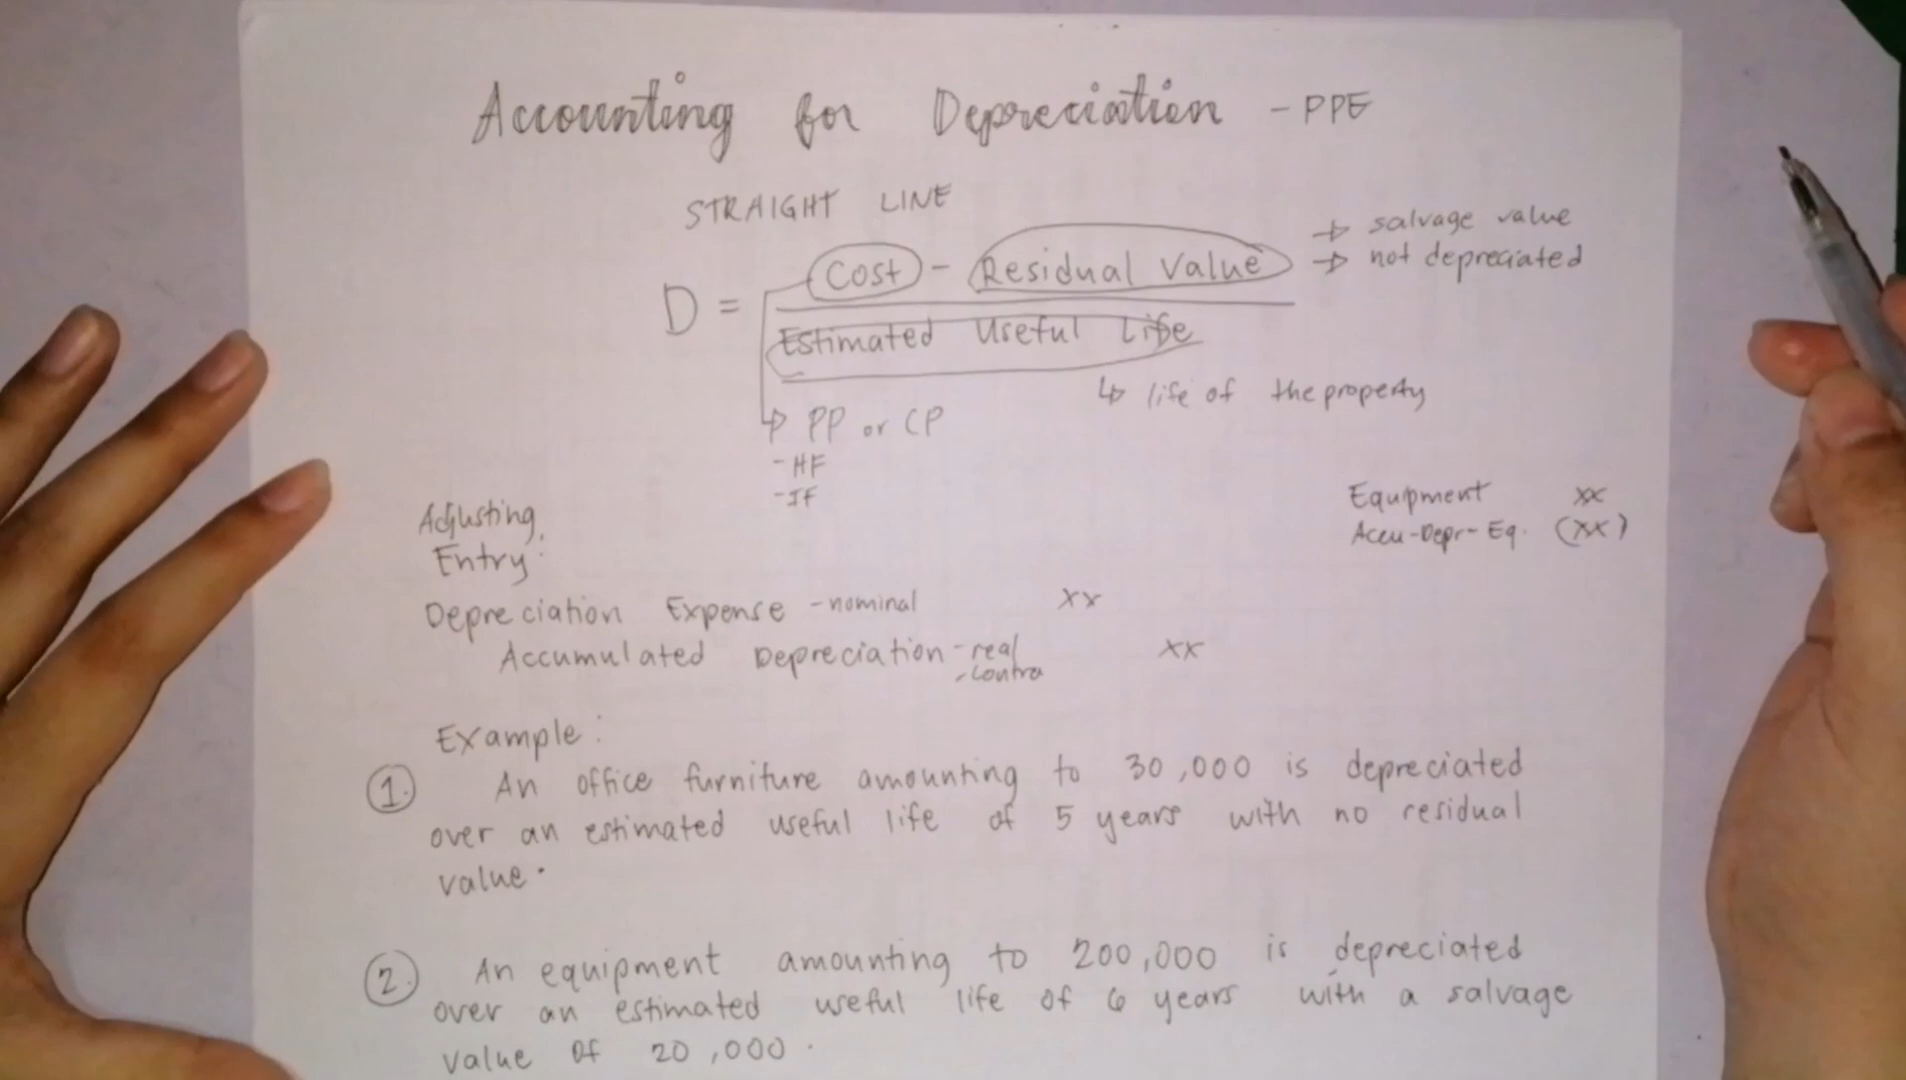 Accounting for Depreciation - PPE
STRAIGHT LINE
D = Cost - Residual Value
Estimated Useful Life
→ salvage value
→ not depreciated
↳ life of the property
↳ PP or CP
- HF
- IF
Equipment xx
Accu-Depr-Eq. (xx)
Adjusting
Entry:
Depreciation Expense - nominal xx
Accumulated Depreciation - real xx
- contra
Example:
1. An office furniture amounting to 30,000 is depreciated
over an estimated useful life of 5 years with no residual
value.
2. An equipment amounting to 200,000 is depreciated
over an estimated useful life of 6 years with a salvage
value of 20,000.